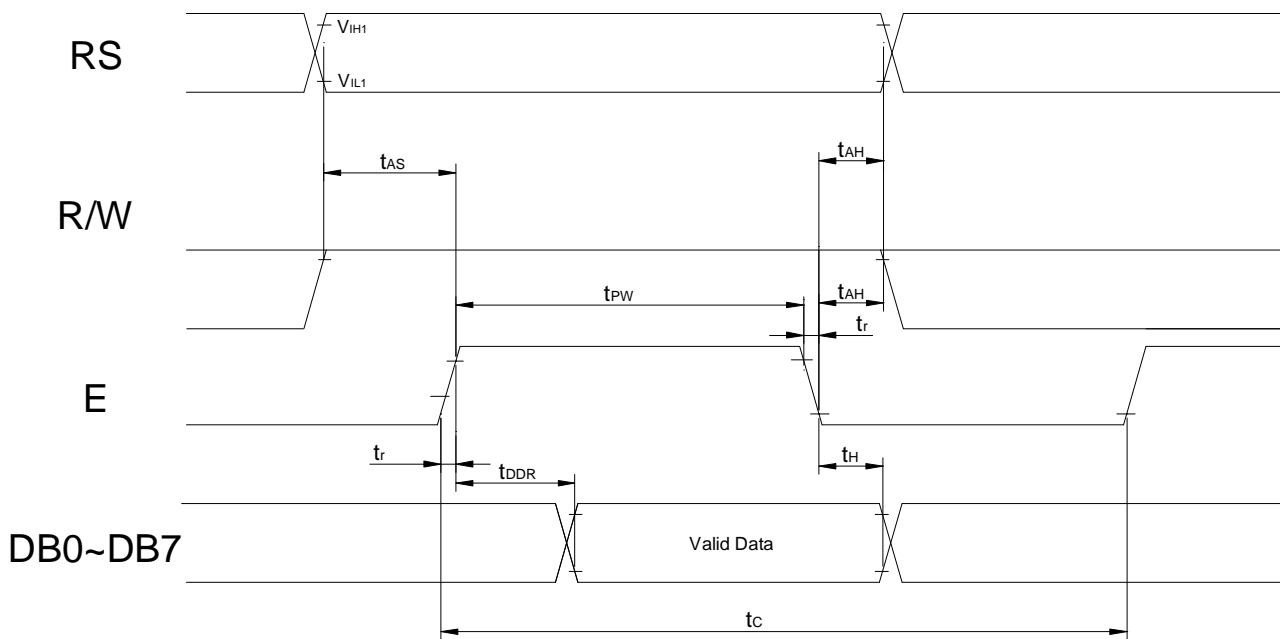 RS
VIH1
VIL1
tAS
tAH
R/W
tPW
tAH
tr
E
tr
tDDR
tH
DB0~DB7
Valid Data
tC